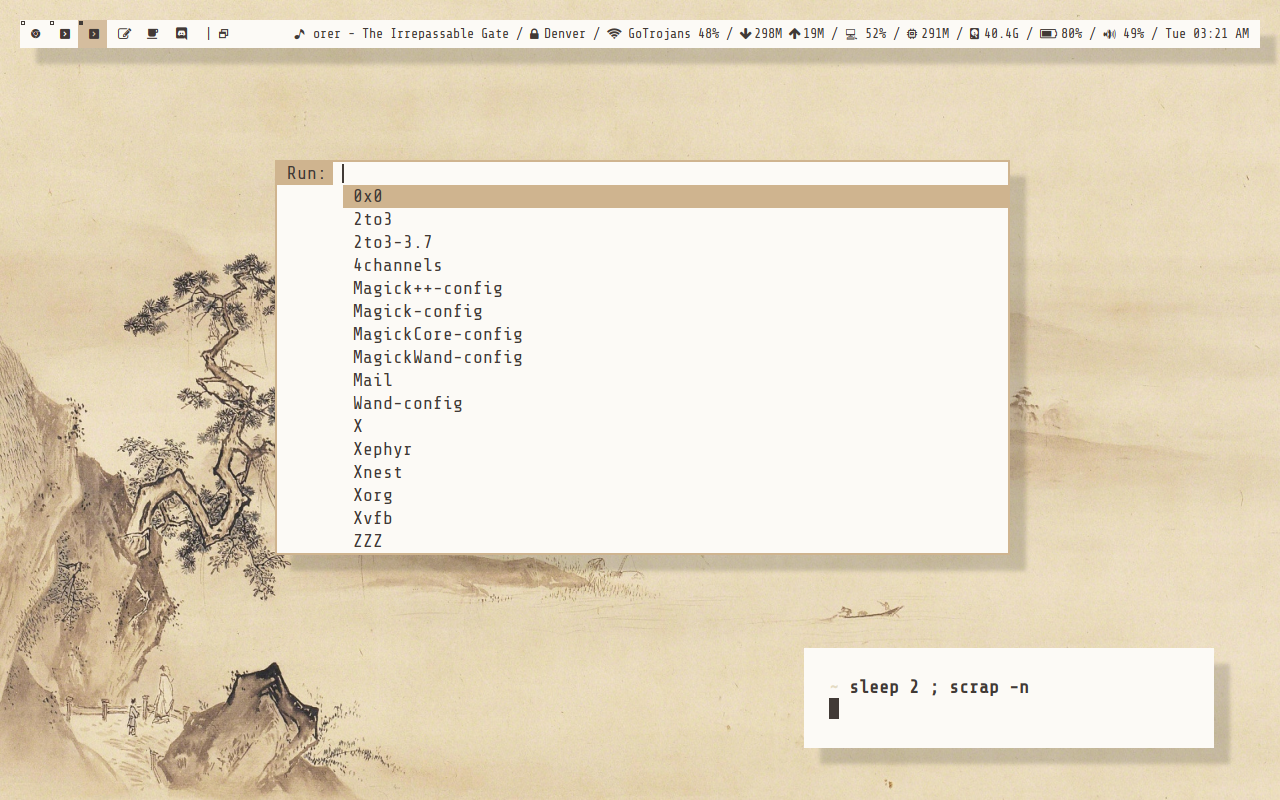 orer - The Irrepassable Gate / Denver / GoTrojans 48% / 298M 19M / 52% / 291M / 40.4G / 80% / 49% / Tue 03:21 AM
Run:
0x0
2to3
2to3-3.7
4channels
Magick++-config
Magick-config
MagickCore-config
MagickWand-config
Mail
Wand-config
X
Xephyr
Xnest
Xorg
Xvfb
ZZZ
~ sleep 2 ; scrap -n